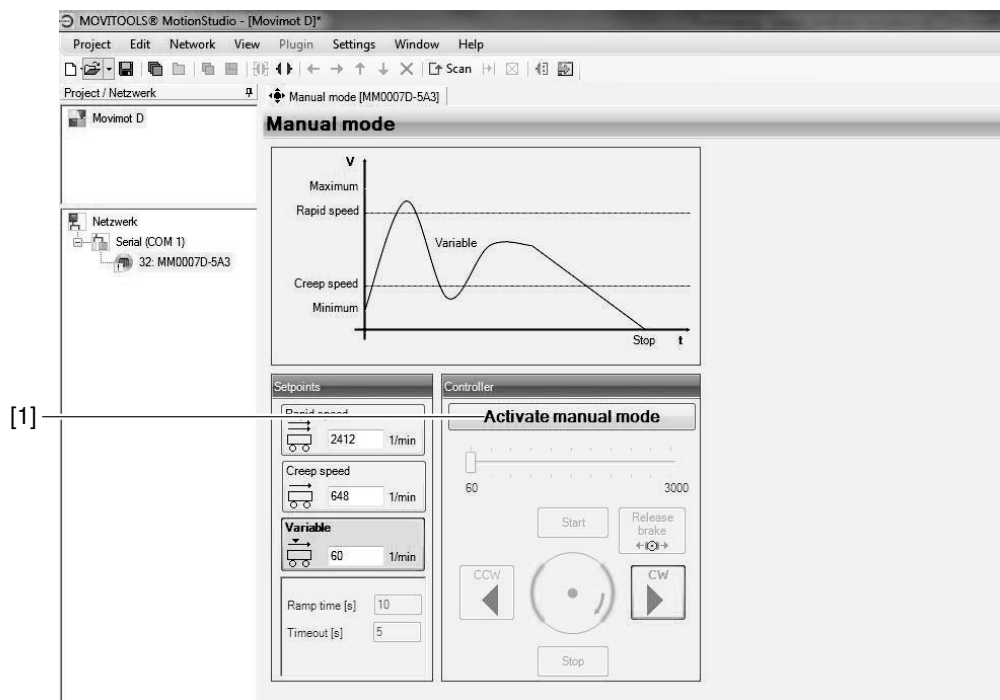 MOVITOOLS® MotionStudio - [Movimot D]*
Project Edit Network View Plugin Settings Window Help
Scan
Project / Netzwerk
Manual mode [MM0007D-5A3]
Movimot D
Manual mode
V
Maximum
Rapid speed
Variable
Creep speed
Minimum
Stop t
Netzwerk
Serial (COM 1)
32: MM0007D-5A3
Setpoints
Controller
[1]
Rapid speed
2412 1/min
Creep speed
648 1/min
Variable
60 1/min
Ramp time [s] 10
Timeout [s] 5
Activate manual mode
60 3000
Start
Release
brake
CCW
CW
Stop